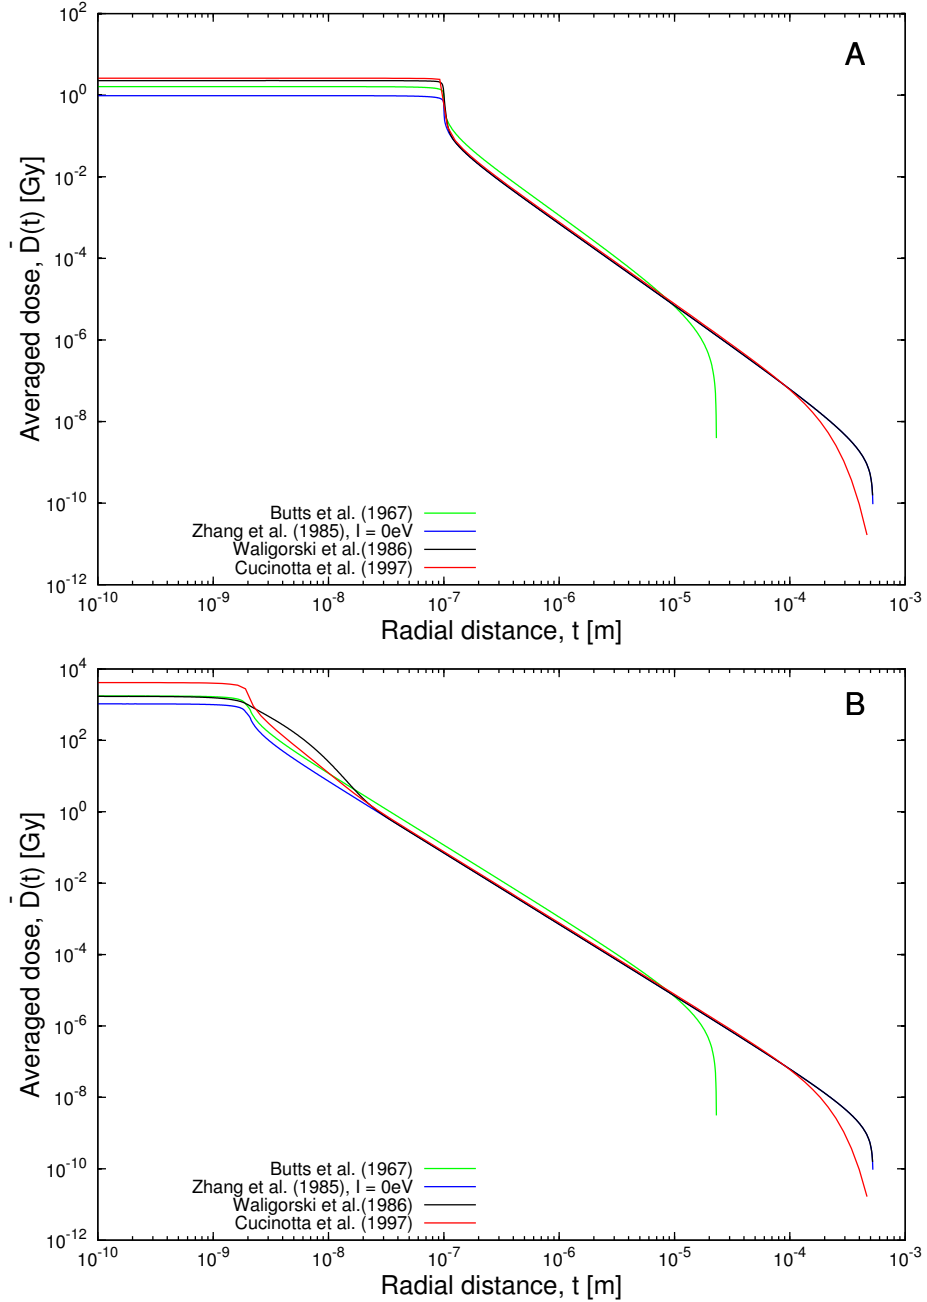 A
10^2
10^0
10^-2
10^-4
10^-6
10^-8
10^-10
10^-12
Averaged dose, D̄(t) [Gy]
Butts et al. (1967)
Zhang et al. (1985), I = 0eV
Waligorski et al.(1986)
Cucinotta et al. (1997)
10^-10 10^-9 10^-8 10^-7 10^-6 10^-5 10^-4 10^-3
Radial distance, t [m]
B
10^4
10^2
10^0
10^-2
10^-4
10^-6
10^-8
10^-10
10^-12
Averaged dose, D̄(t) [Gy]
Butts et al. (1967)
Zhang et al. (1985), I = 0eV
Waligorski et al.(1986)
Cucinotta et al. (1997)
10^-10 10^-9 10^-8 10^-7 10^-6 10^-5 10^-4 10^-3
Radial distance, t [m]